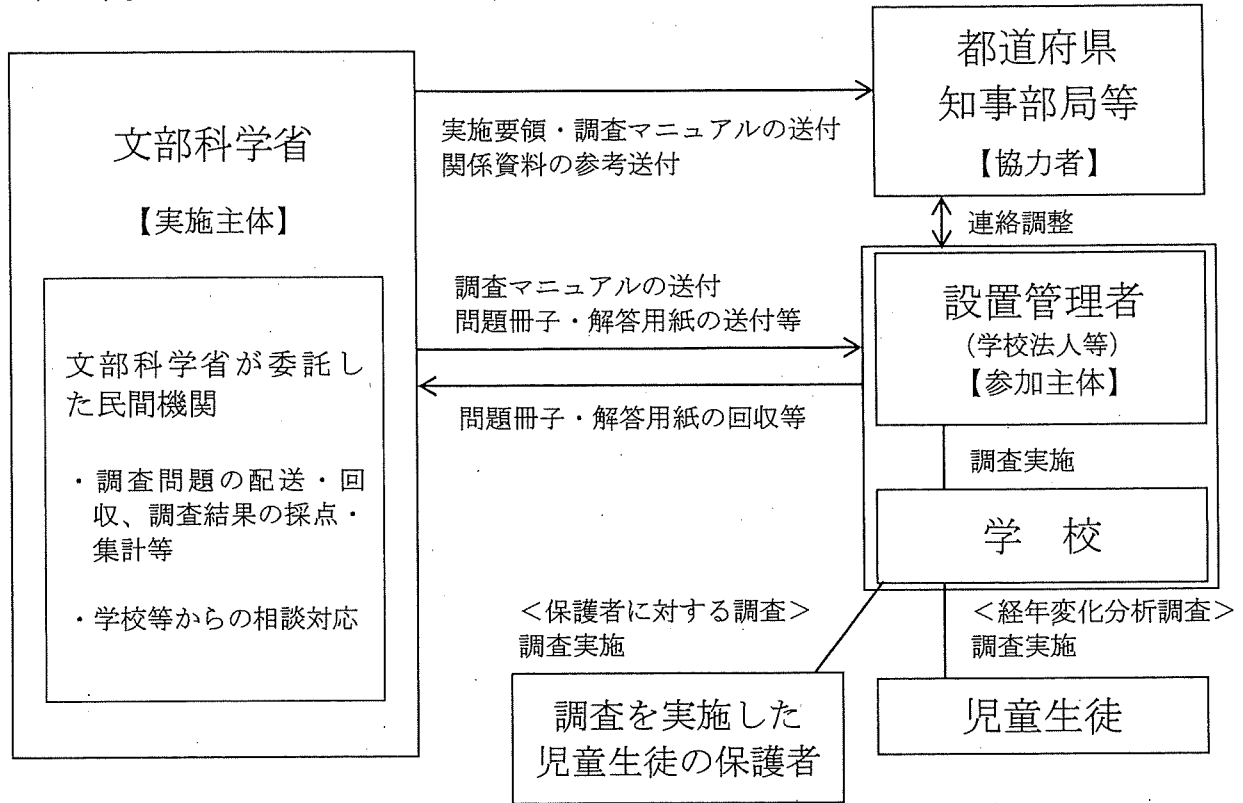 文部科学省
【実施主体】
文部科学省が委託し
た民間機関
・調査問題の配送・回
収、調査結果の採点・
集計等
・学校等からの相談対応
実施要領・調査マニュアルの送付
関係資料の参考送付
都道府県
知事部局等
【協力者】
連絡調整
調査マニュアルの送付
問題冊子・解答用紙の送付等
問題冊子・解答用紙の回収等
設置管理者
(学校法人等)
【参加主体】
調査実施
学 校
<保護者に対する調査>
調査実施
<経年変化分析調査>
調査実施
調査を実施した
児童生徒の保護者
児童生徒